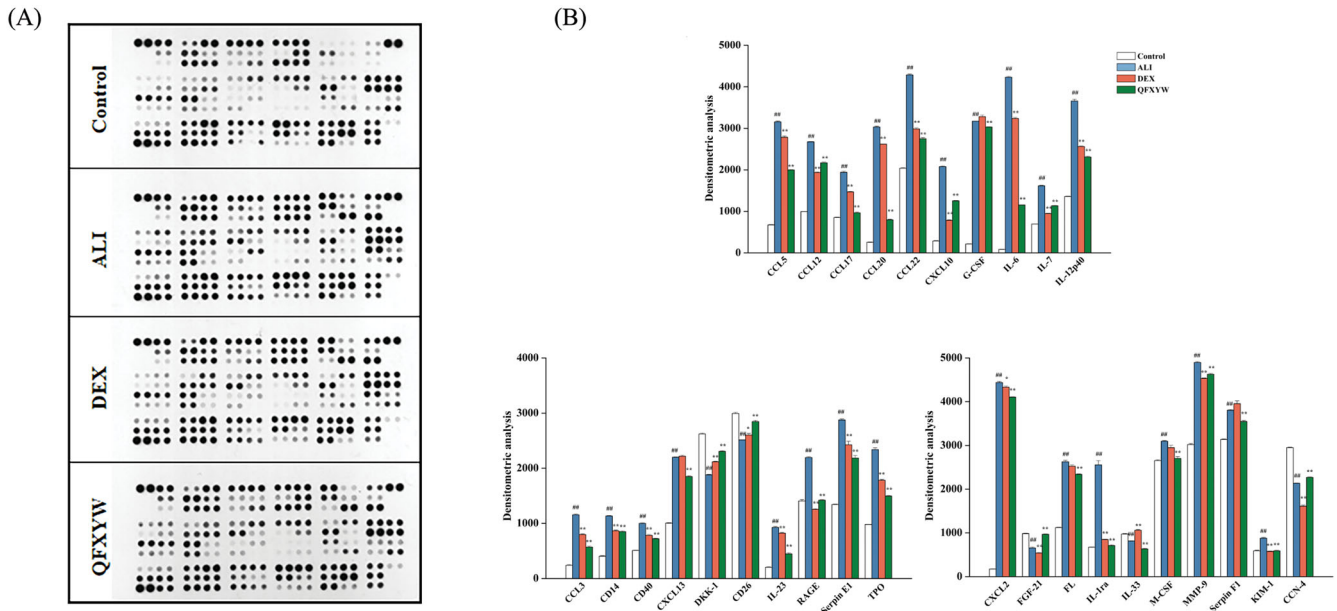 (A)
Control
ALI
DEX
QFXYW
(B)
Densitometric analysis
5000
4000
3000
2000
1000
0
Control
ALI
DEX
QFXYW
## ** **
## ** **
## ** **
## ** **
## ** **
## ** **
##
## ** **
## ** **
## ** **
CCL5
CCL12
CCL17
CCL20
CCL22
CXCL10
G-CSF
IL-6
IL-7
IL-12p40
Densitometric analysis
4000
3000
2000
1000
0
## ** **
## ** **
## ** **
## **
## ** **
## * **
## ** **
## ** **
## ** **
## ** **
CCL3
CD14
CD40
CXCL13
DKK-1
CD26
IL-23
RAGE
Serpin E1
TPO
Densitometric analysis
5000
4000
3000
2000
1000
0
## * **
## ** **
## **
## ** **
## ** **
## **
## ** **
## **
## ** **
## ** **
CXCL2
FGF-21
FL
IL-1ra
IL-33
M-CSF
MMP-9
Serpin F1
KIM-1
CCN-4